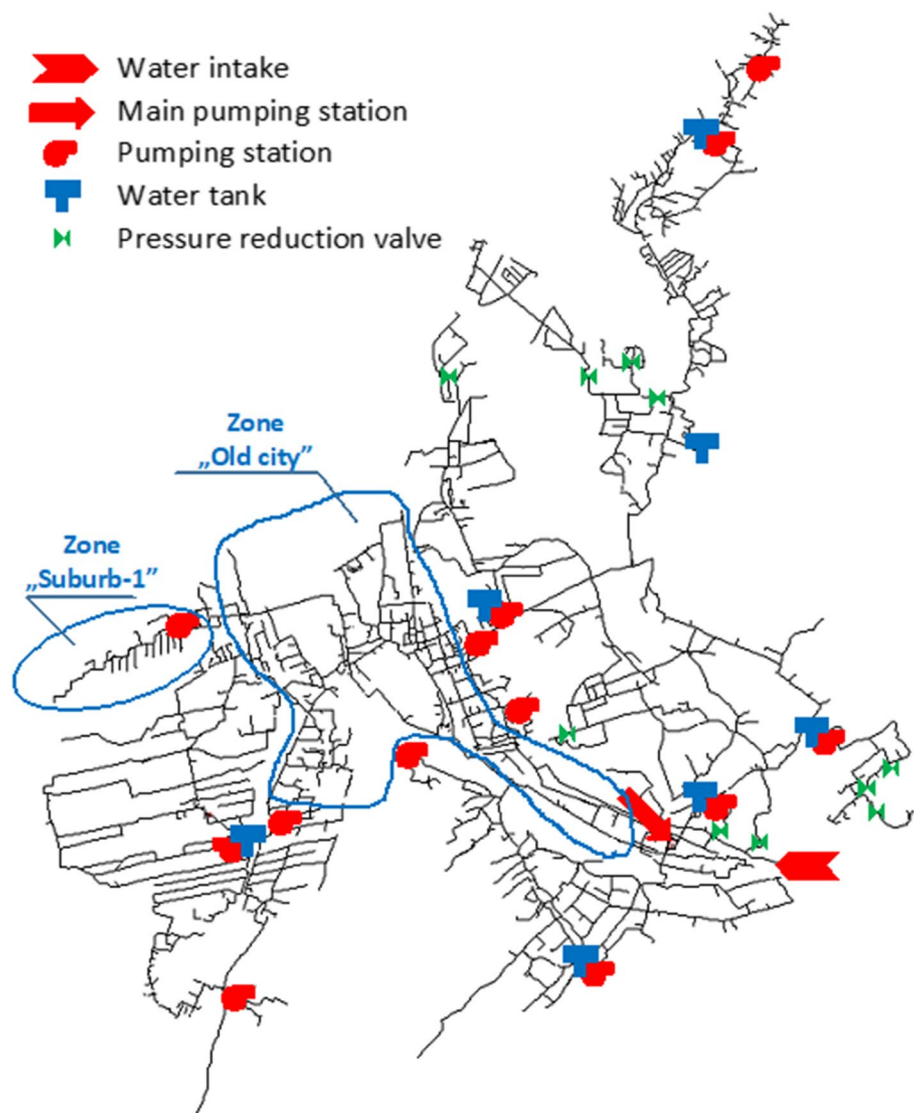 Water intake
Main pumping station
Pumping station
Water tank
Pressure reduction valve
Zone
„Old city”
Zone
„Suburb-1”